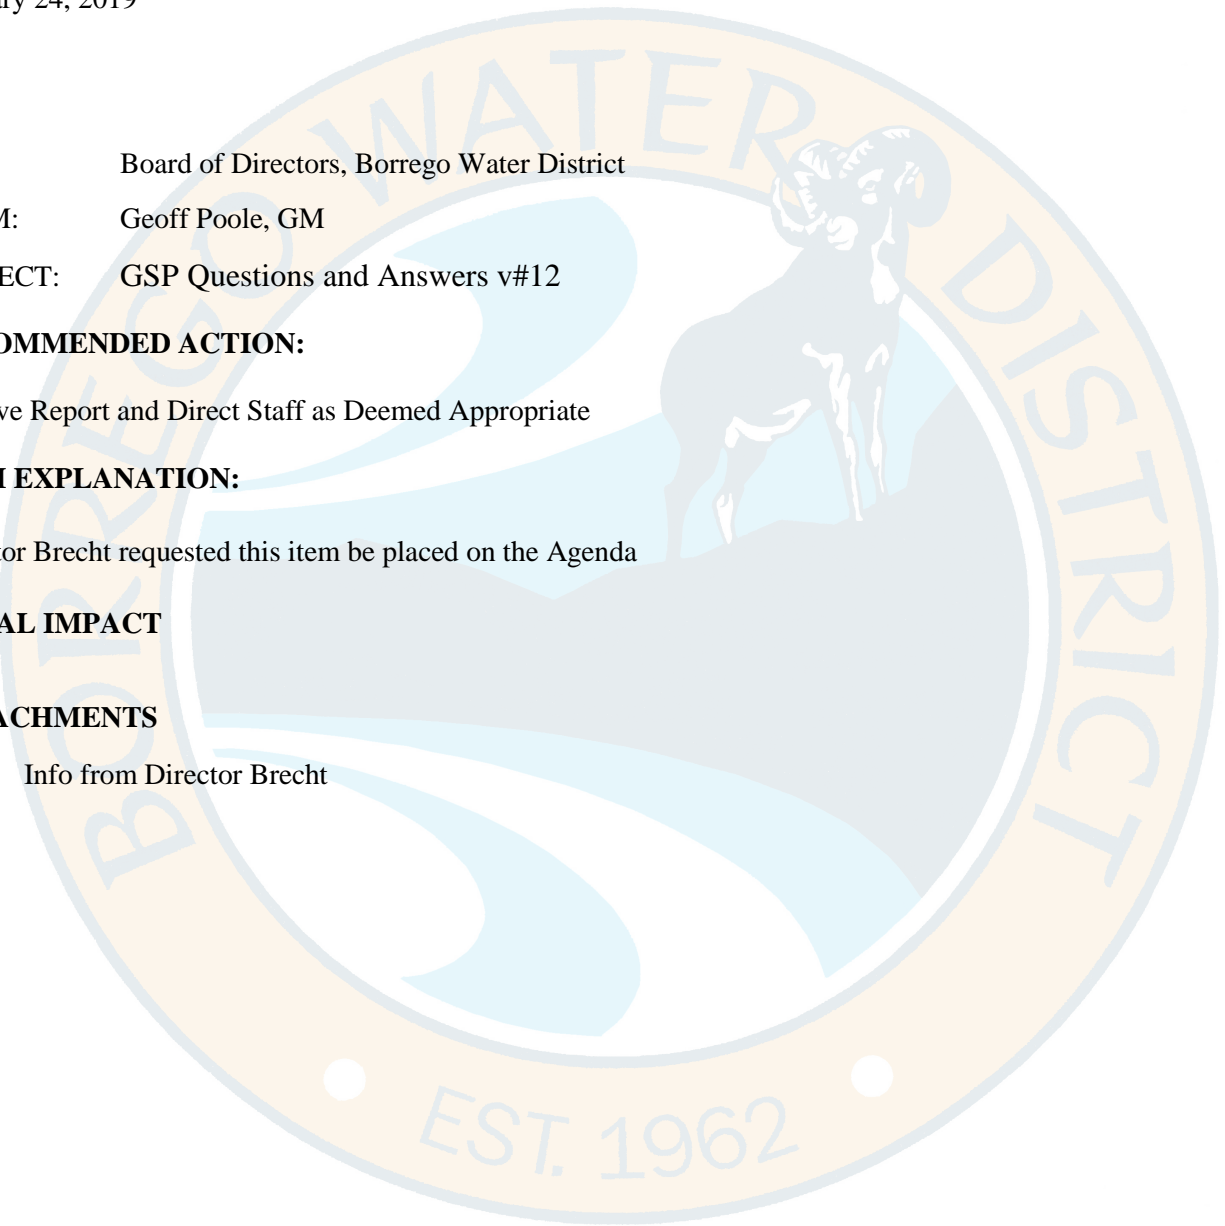 ry 24, 2019
Board of Directors, Borrego Water District
M: Geoff Poole, GM
ECT: GSP Questions and Answers v#12
OMMENDED ACTION:
ve Report and Direct Staff as Deemed Appropriate
M EXPLANATION:
tor Brecht requested this item be placed on the Agenda
AL IMPACT
ACHMENTS
Info from Director Brecht
BORREGO WATER DISTRICT
EST. 1962